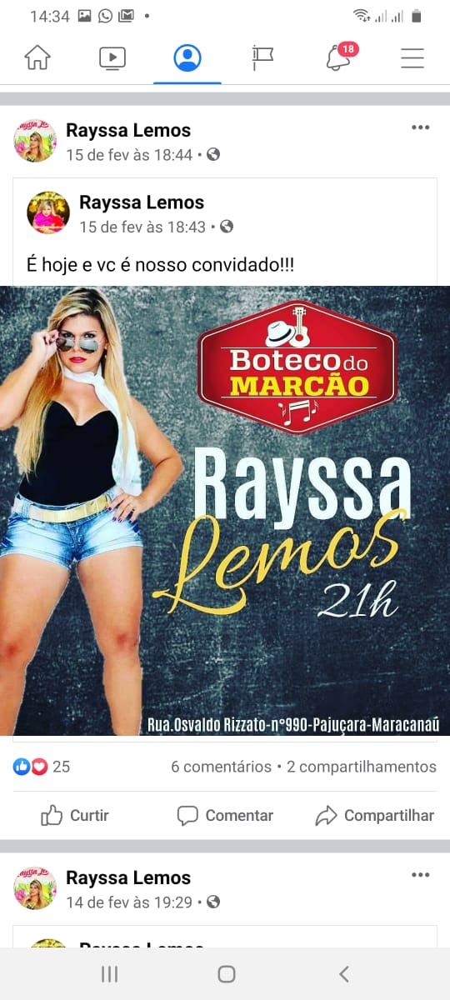 14:34
18
Rayssa Lemos
15 de fev às 18:44 •
Rayssa Lemos
15 de fev às 18:43 •
É hoje e vc é nosso convidado!!!
Boteco do
MARCÃO
Rayssa
Lemos
21h
Rua.Osvaldo Rizzato-n°990-Pajuçara-Maracanaú
25
6 comentários • 2 compartilhamentos
Curtir
Comentar
Compartilhar
Rayssa Lemos
14 de fev às 19:29 •
Rayssa Lemos